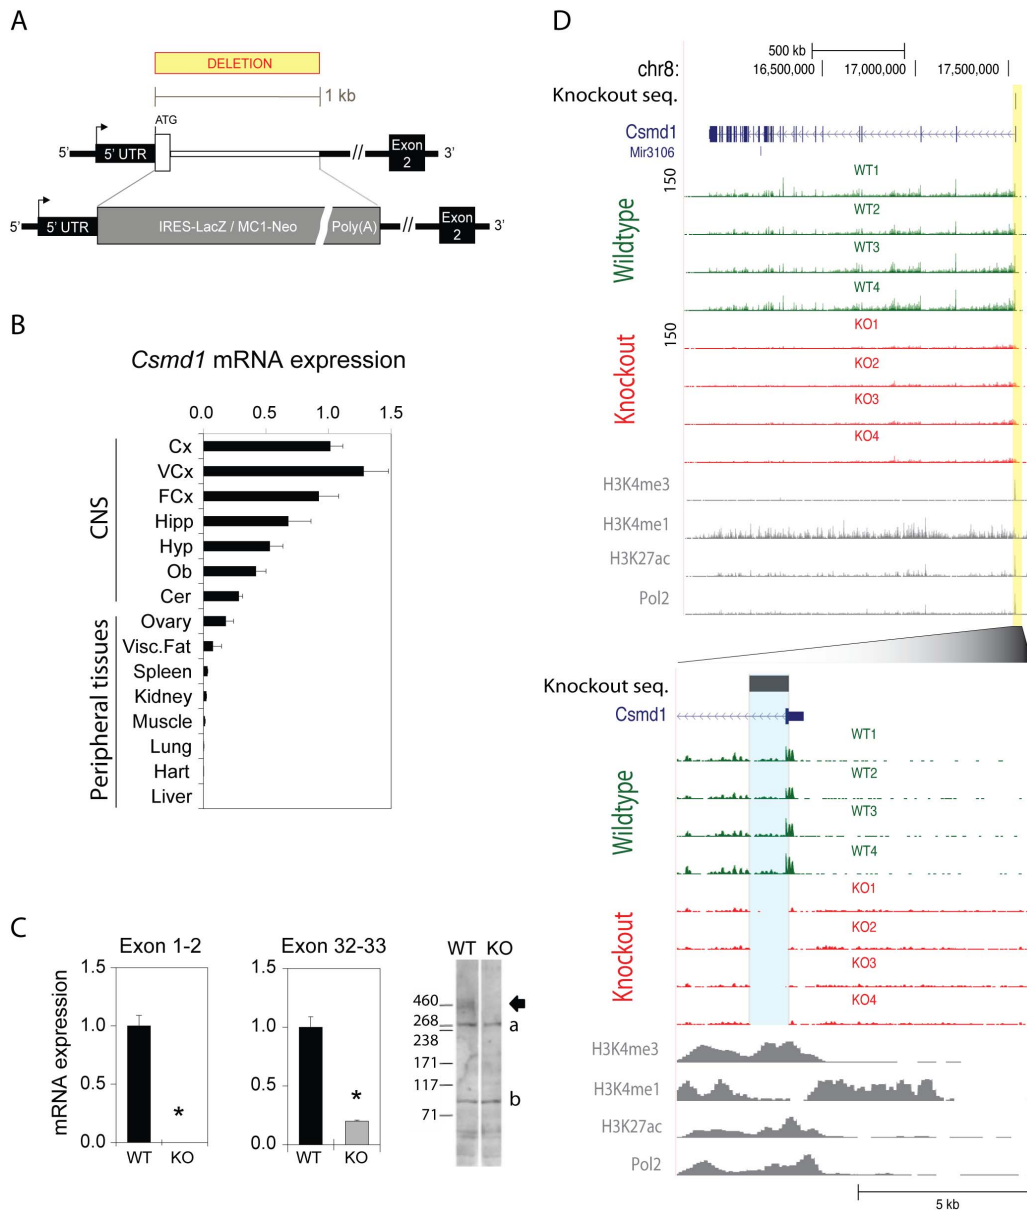 A
DELETION
1 kb
ATG
5'
5' UTR
//
Exon 2
3'
5'
5' UTR
IRES-LacZ / MC1-Neo
Poly(A)
//
Exon 2
3'
B
Csmd1 mRNA expression
0.0 0.5 1.0 1.5
CNS
Cx
VCx
FCx
Hipp
Hyp
Ob
Cer
Peripheral tissues
Ovary
Visc.Fat
Spleen
Kidney
Muscle
Lung
Hart
Liver
C
mRNA expression
Exon 1-2
1.5
1.0
0.5
0.0
*
WT KO
Exon 32-33
1.5
1.0
0.5
0.0
*
WT KO
WT KO
460
268
238
171
117
71
a
b
D
500 kb
chr8: 16,500,000 17,000,000 17,500,000
Knockout seq.
Csmd1
Mir3106
150
Wildtype
WT1
WT2
WT3
WT4
150
Knockout
KO1
KO2
KO3
KO4
H3K4me3
H3K4me1
H3K27ac
Pol2
Knockout seq.
Csmd1
Wildtype
WT1
WT2
WT3
WT4
Knockout
KO1
KO2
KO3
KO4
H3K4me3
H3K4me1
H3K27ac
Pol2
5 kb